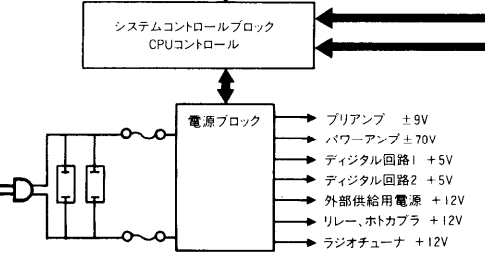 システムコントロールブロック
CPUコントロール
電源ブロック
プリアンプ ±9V
パワーアンプ±70V
ディジタル回路1 +5V
ディジタル回路2 +5V
外部供給用電源 +12V
リレー、ホトカプラ +12V
ラジオチューナ +12V